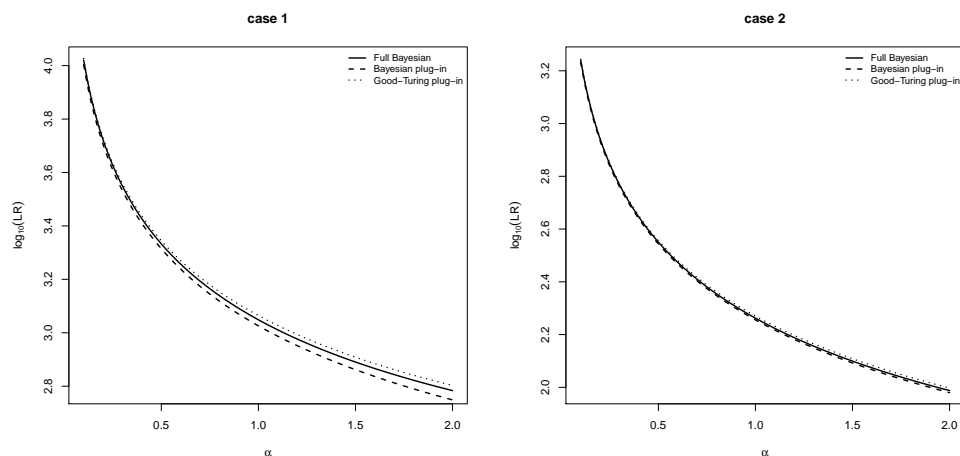 case 1
Full Bayesian
Bayesian plug−in
Good−Turing plug−in
4.0
3.8
3.6
3.4
3.2
3.0
2.8
log10(LR)
0.5
1.0
1.5
2.0
α
case 2
Full Bayesian
Bayesian plug−in
Good−Turing plug−in
3.2
3.0
2.8
2.6
2.4
2.2
2.0
log10(LR)
0.5
1.0
1.5
2.0
α